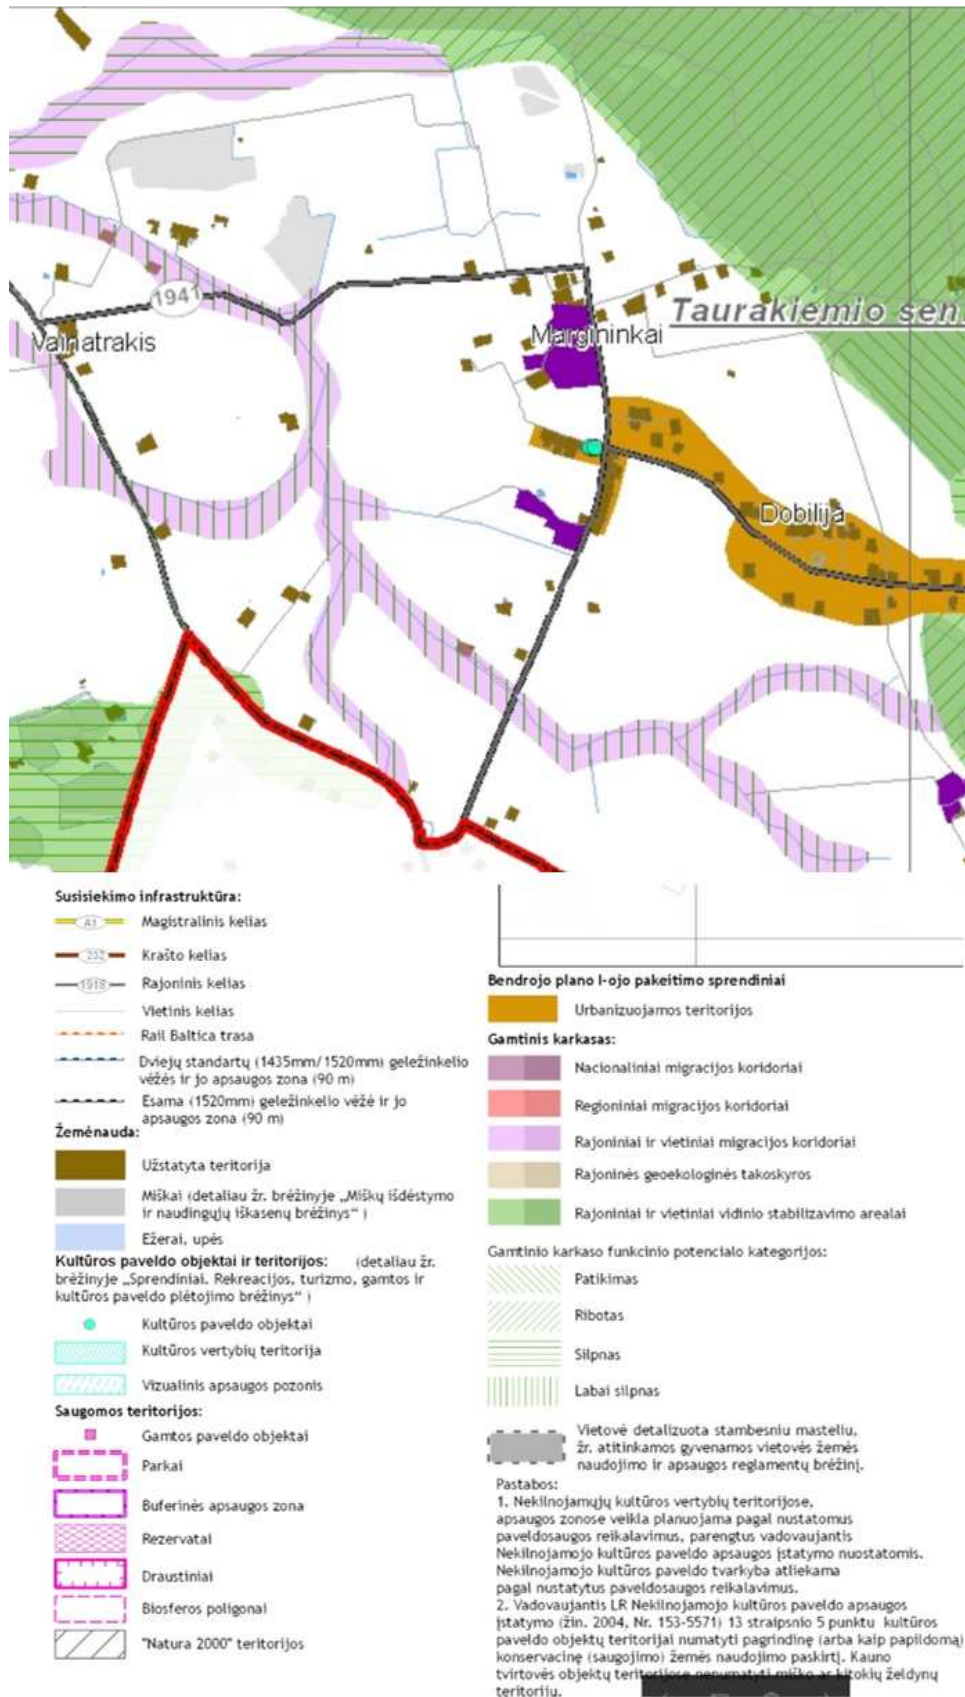 1941
Vainatrakis
Margininkai
Taurakiemio sen.
Dobilija
Susisiekimo infrastruktūra:
A1 Magistralinis kelias
232 Krašto kelias
1918 Rajoninis kelias
Vietinis kelias
Rail Baltica trasa
Dviejų standartų (1435mm/1520mm) geležinkelio
vėžės ir jo apsaugos zona (90 m)
Esama (1520mm) geležinkelio vėžė ir jo
apsaugos zona (90 m)
Žemėnauda:
Užstatyta teritorija
Miškai (detaliau žr. brėžinyje „Miškų išdėstymo
ir naudingųjų iškasenų brėžinys" )
Ežerai, upės
Kultūros paveldo objektai ir teritorijos: (detaliau žr.
brėžinyje „Sprendiniai. Rekreacijos, turizmo, gamtos ir
kultūros paveldo plėtojimo brėžinys" )
Kultūros paveldo objektai
Kultūros vertybių teritorija
Vizualinis apsaugos pozonis
Saugomos teritorijos:
Gamtos paveldo objektai
Parkai
Buferinės apsaugos zona
Rezervatai
Draustiniai
Biosferos poligonai
"Natura 2000" teritorijos
Bendrojo plano I-ojo pakeitimo sprendiniai
Urbanizuojamos teritorijos
Gamtinis karkasas:
Nacionaliniai migracijos koridoriai
Regioniniai migracijos koridoriai
Rajoniniai ir vietiniai migracijos koridoriai
Rajoninės geoekologinės takoskyros
Rajoniniai ir vietiniai vidinio stabilizavimo arealai
Gamtinio karkaso funkcinio potencialo kategorijos:
Patikimas
Ribotas
Silpnas
Labai silpnas
Vietovė detalizuota stambesniu masteliu,
žr. atitinkamos gyvenamos vietovės žemės
naudojimo ir apsaugos reglamentų brėžinį.
Pastabos:
1. Nekilnojamųjų kultūros vertybių teritorijose,
apsaugos zonose veikla planuojama pagal nustatomus
paveldosaugos reikalavimus, parengtus vadovaujantis
Nekilnojamojo kultūros paveldo apsaugos įstatymo nuostatomis.
Nekilnojamojo kultūros paveldo tvarkyba atliekama
pagal nustatytus paveldosaugos reikalavimus.
2. Vadovaujantis LR Nekilnojamojo kultūros paveldo apsaugos
įstatymo (žin. 2004, Nr. 153-5571) 13 straipsnio 5 punktu kultūros
paveldo objektų teritorijai numatyti pagrindinę (arba kaip papildomą)
konservacinę (saugojimo) žemės naudojimo paskirtį. Kauno
tvirtovės objektų teritorijose nenumatyti miško ar kitokių želdynų
teritorijų.